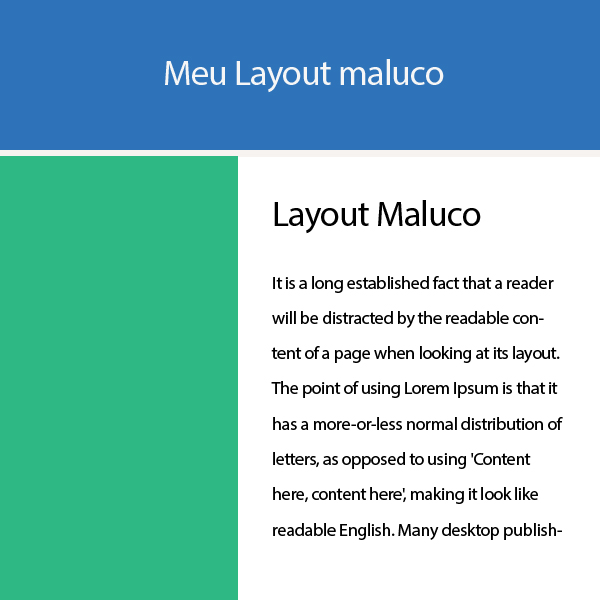 Meu Layout maluco
Layout Maluco
It is a long established fact that a reader
will be distracted by the readable con-
tent of a page when looking at its layout.
The point of using Lorem Ipsum is that it
has a more-or-less normal distribution of
letters, as opposed to using 'Content
here, content here', making it look like
readable English. Many desktop publish-